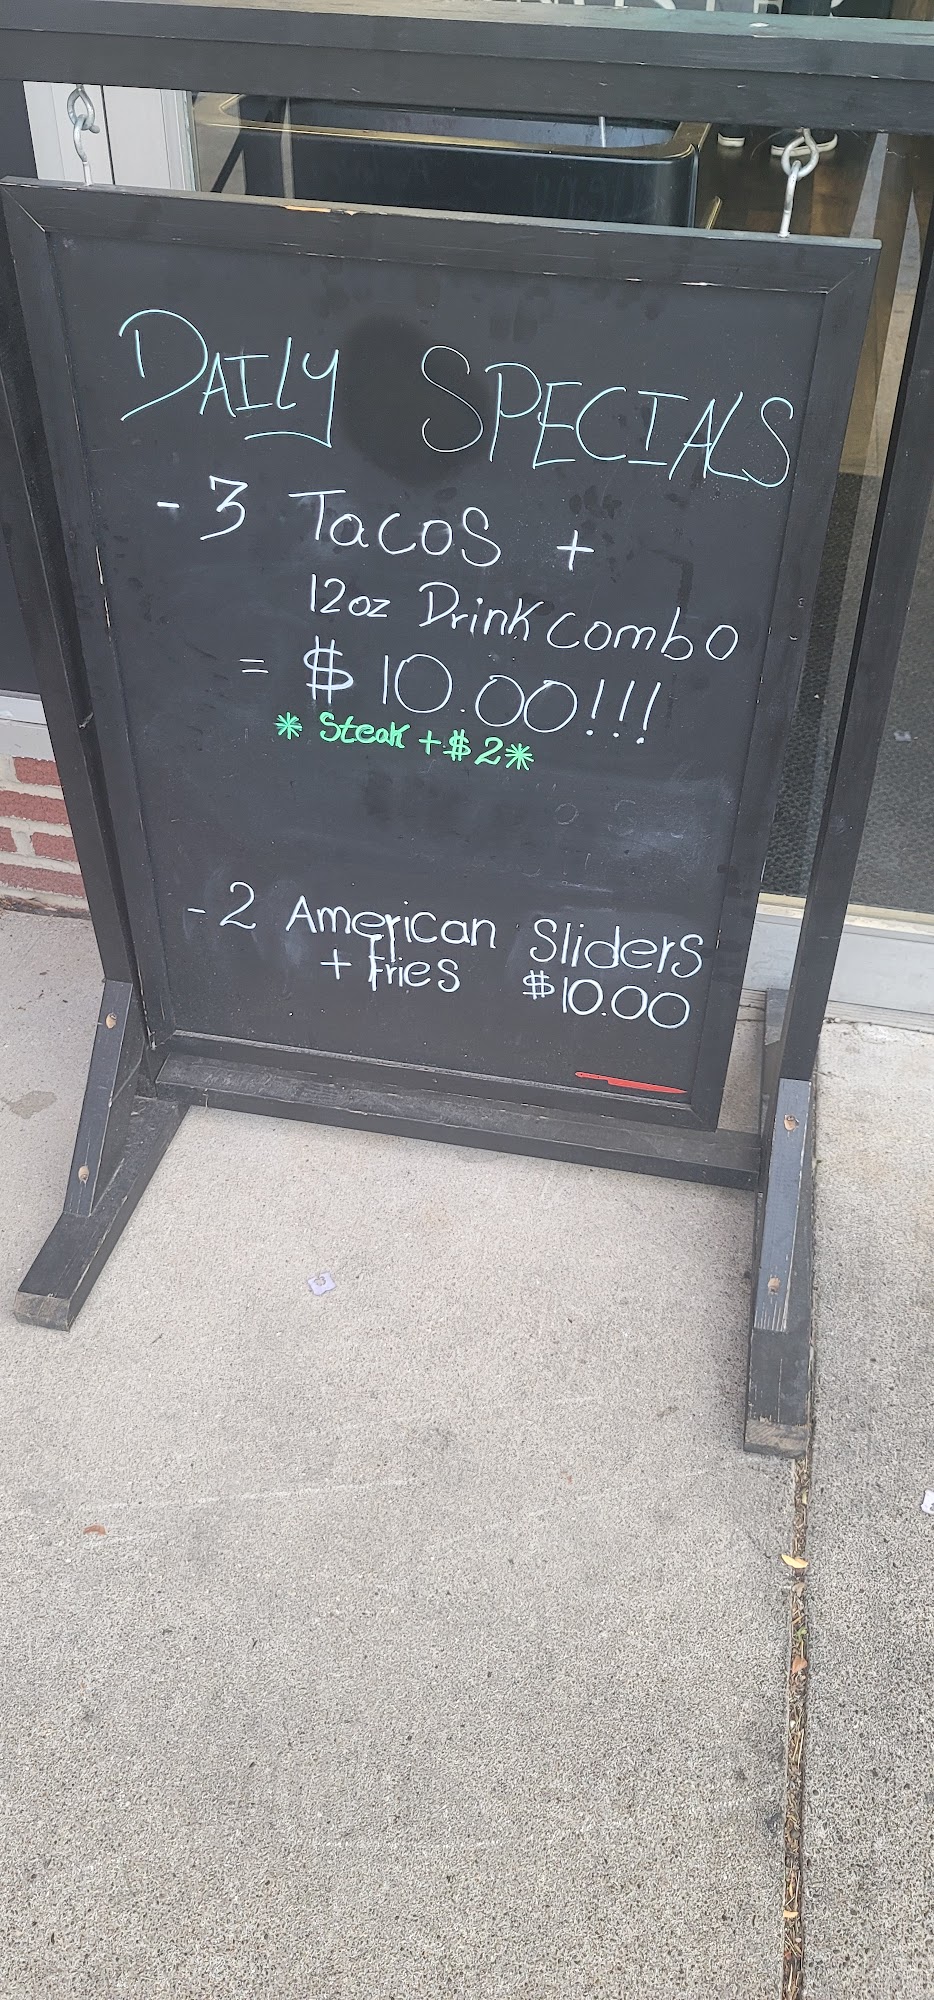 DAILY SPECIALS
- 3 Tacos +
12oz Drink combo
= $10.00!!!
* Steak + $2*
- 2 American Sliders
+ Fries $10.00